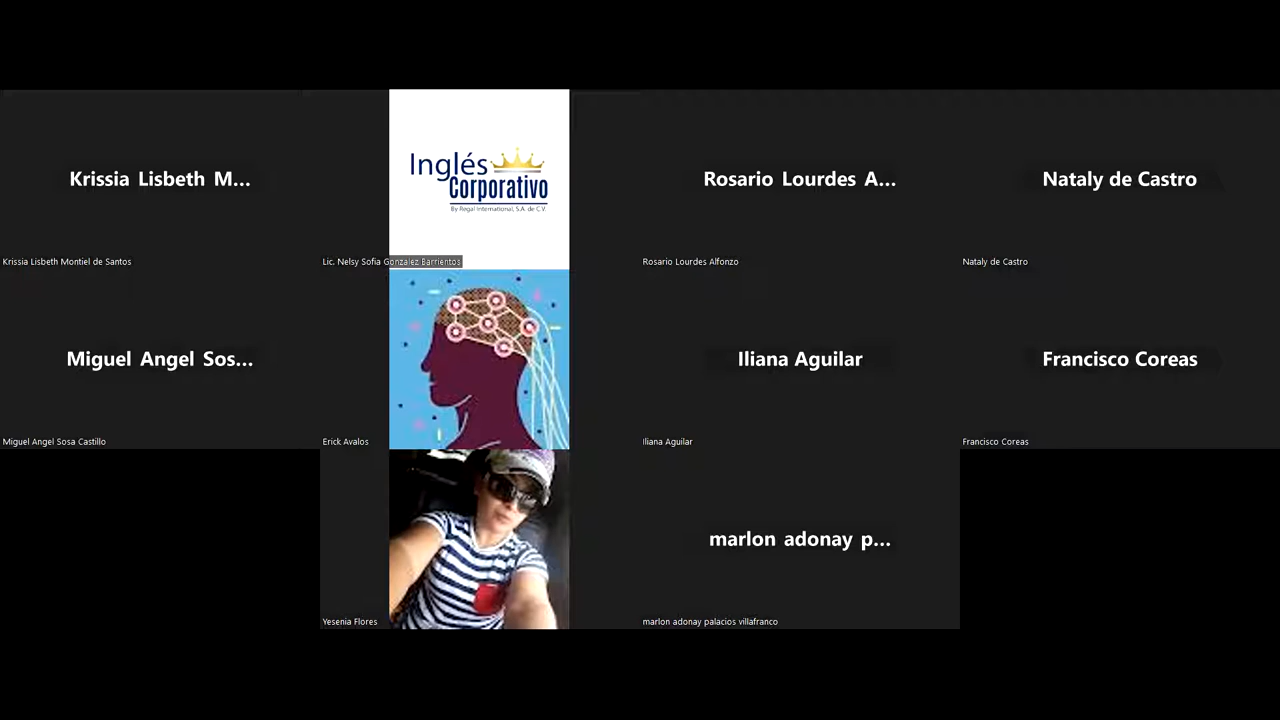 Krissia Lisbeth M...
Krissia Lisbeth Montiel de Santos
Inglés
Corporativo
By Regal International, S.A. de C.V.
Lic. Nelsy Sofia Gonzalez Barrientos
Rosario Lourdes A...
Rosario Lourdes Alfonzo
Nataly de Castro
Nataly de Castro
Miguel Angel Sos...
Miguel Angel Sosa Castillo
Erick Avalos
Iliana Aguilar
Iliana Aguilar
Francisco Coreas
Francisco Coreas
Yesenia Flores
marlon adonay p...
marlon adonay palacios villafranco